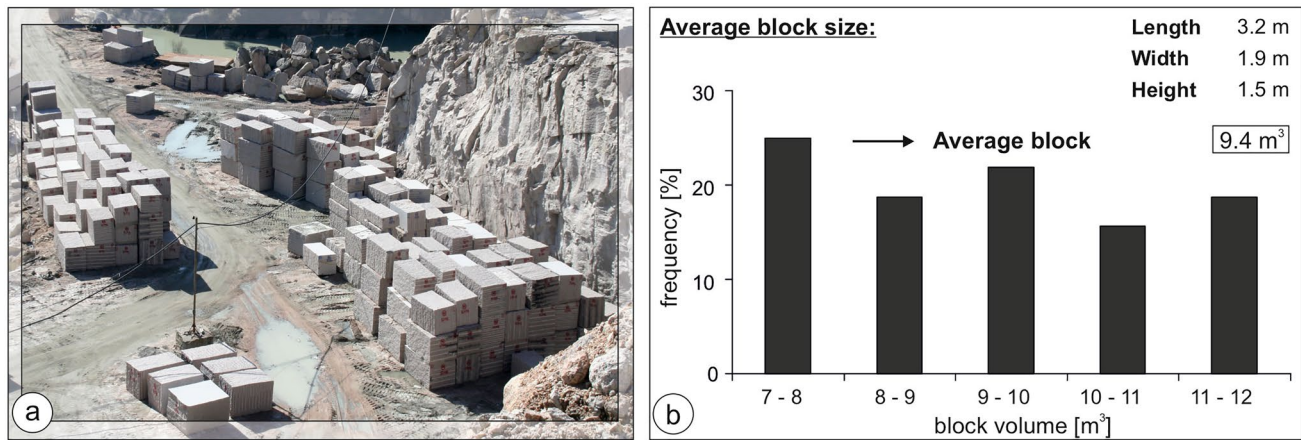 a
Average block size:
Length 3.2 m
Width 1.9 m
Height 1.5 m
Average block 9.4 m³
frequency [%]
30
20
10
0
7 - 8 8 - 9 9 - 10 10 - 11 11 - 12
block volume [m³]
b